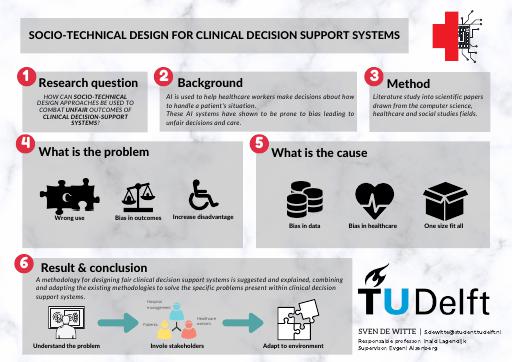 SOCIO-TECHNICAL DESIGN FOR CLINICAL DECISION SUPPORT SYSTEMS
1 Research question
HOW CAN SOCIO-TECHNICAL
DESIGN APPROACHES BE USED TO
COMBAT UNFAIR OUTCOMES OF
CLINICAL DECISION-SUPPORT
SYSTEMS?
2 Background
AI is used to help healthcare workers make decisions about how
to handle a patient's situation.
These AI systems have shown to be prone to bias leading to
unfair decisions and care.
3 Method
Literature study into scientific papers
drawn from the computer science,
healthcare and social studies fields.
4 What is the problem
Wrong use
Bias in outcomes
Increase disadvantage
5 What is the cause
Bias in data
Bias in healthcare
One size fit all
6 Result & conclusion
A methodology for designing fair clinical decision support systems is suggested and explained, combining
and adapting the existing methodologies to solve the specific problems present within clinical decision
support systems.
Hospital
management
Patients
Healthcare
workers
Understand the problem
Invole stakeholders
Adapt to environment
TU Delft
SVEN DE WITTE | Sdewitte@student.tudelft.nl
Responsible professor: Inald Lagendijk
Supervisor: Evgeni Aizenberg